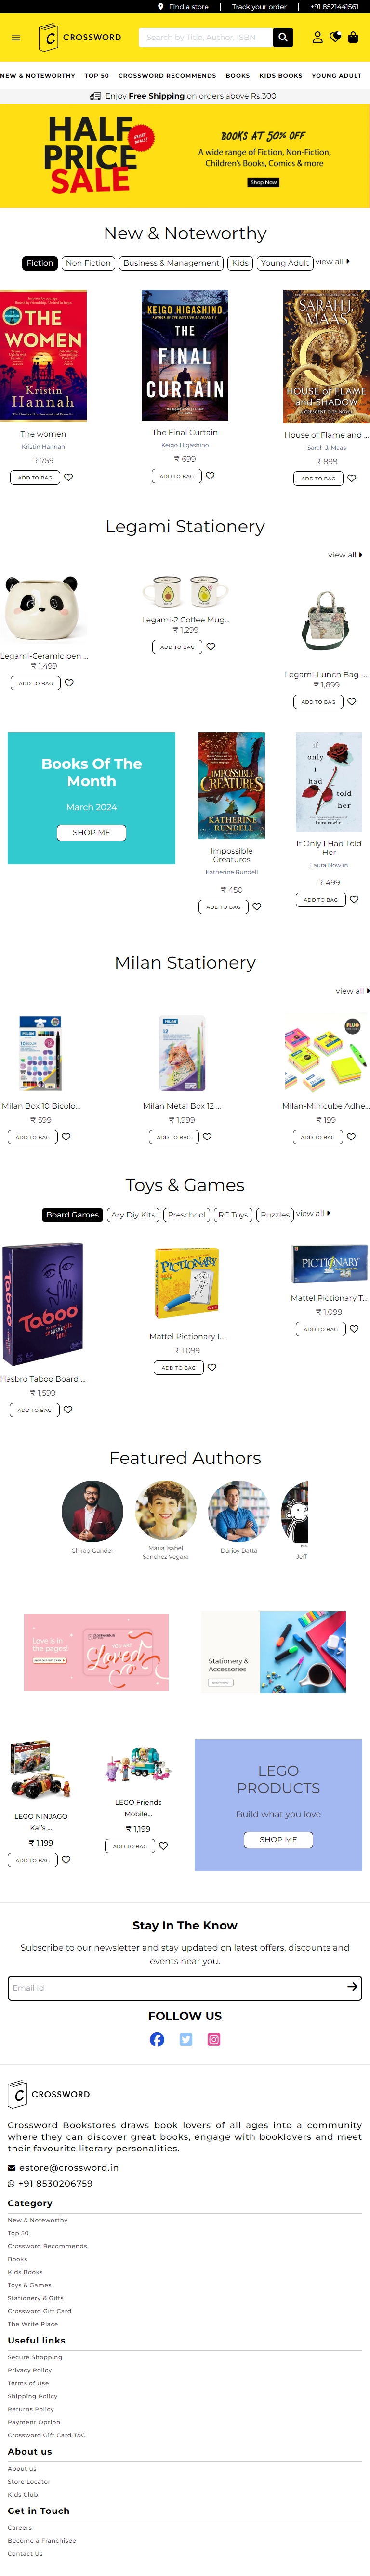 Find a store | Track your order | +91 8521441561
CROSSWORD
Search by Title, Author, ISBN
NEW & NOTEWORTHY TOP 50 CROSSWORD RECOMMENDS BOOKS KIDS BOOKS YOUNG ADULT
Enjoy Free Shipping on orders above Rs.300
HALF
PRICE
SALE
GREAT
DEALS!
BOOKS AT 50% OFF
A wide range of Fiction, Non-Fiction,
Children's Books, Comics & more
Shop Now
New & Noteworthy
Fiction Non Fiction Business & Management Kids Young Adult view all
THE
WOMEN
Kristin
Hannah
KEIGO HIGASHINO
THE
FINAL
CURTAIN
SARAH J.
MAAS
HOUSE of FLAME
and SHADOW
The women
Kristin Hannah
₹ 759
ADD TO BAG
The Final Curtain
Keigo Higashino
₹ 699
ADD TO BAG
House of Flame and ...
Sarah J. Maas
₹ 899
ADD TO BAG
Legami Stationery
view all
Legami-Ceramic pen ...
₹ 1,499
ADD TO BAG
Legami-2 Coffee Mug...
₹ 1,299
ADD TO BAG
Legami-Lunch Bag -...
₹ 1,899
ADD TO BAG
Books Of The
Month
March 2024
SHOP ME
IMPOSSIBLE
CREATURES
KATHERINE
RUNDELL
Impossible
Creatures
Katherine Rundell
₹ 450
ADD TO BAG
if
only
i
had
told
her
laura nowlin
If Only I Had Told
Her
Laura Nowlin
₹ 499
ADD TO BAG
Milan Stationery
view all
MILAN
MILAN
12
FLUO
Milan Box 10 Bicolo...
₹ 599
ADD TO BAG
Milan Metal Box 12 ...
₹ 1,999
ADD TO BAG
Milan-Minicube Adhe...
₹ 199
ADD TO BAG
Toys & Games
Board Games Ary Diy Kits Preschool RC Toys Puzzles view all
Taboo
Hasbro Taboo Board ...
₹ 1,599
ADD TO BAG
PICTIONARY
Mattel Pictionary I...
₹ 1,099
ADD TO BAG
PICTIONARY
Mattel Pictionary T...
₹ 1,099
ADD TO BAG
Featured Authors
Chirag Gander
Maria Isabel
Sanchez Vegara
Durjoy Datta
Jeff
Love is in
the pages!
YOU ARE
Loved
Stationery &
Accessories
LEGO NINJAGO
Kai's ...
₹ 1,199
ADD TO BAG
LEGO Friends
Mobile...
₹ 1,199
ADD TO BAG
LEGO
PRODUCTS
Build what you love
SHOP ME
Stay In The Know
Subscribe to our newsletter and stay updated on latest offers, discounts and
events near you.
Email Id
FOLLOW US
CROSSWORD
Crossword Bookstores draws book lovers of all ages into a community
where they can discover great books, engage with booklovers and meet
their favourite literary personalities.
estore@crossword.in
+91 8530206759
Category
New & Noteworthy
Top 50
Crossword Recommends
Books
Kids Books
Toys & Games
Stationery & Gifts
Crossword Gift Card
The Write Place
Useful links
Secure Shopping
Privacy Policy
Terms of Use
Shipping Policy
Returns Policy
Payment Option
Crossword Gift Card T&C
About us
About us
Store Locator
Kids Club
Get in Touch
Careers
Become a Franchisee
Contact Us